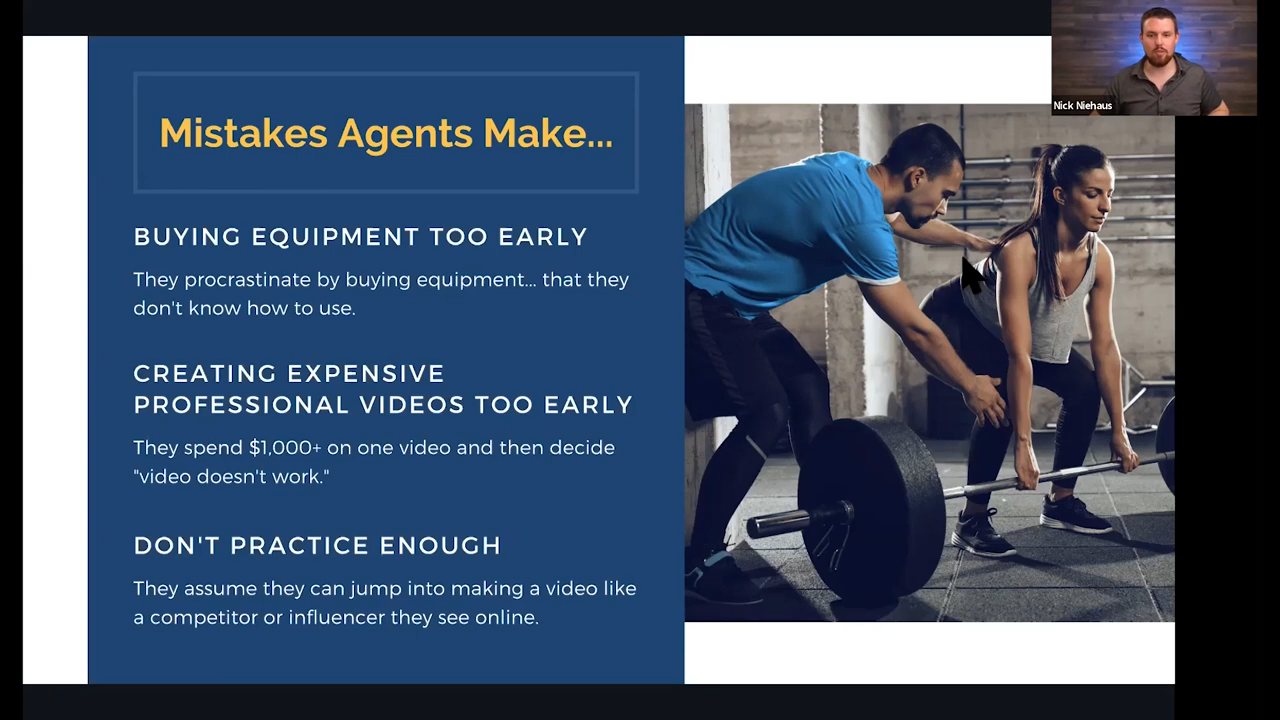 Mistakes Agents Make...
BUYING EQUIPMENT TOO EARLY
They procrastinate by buying equipment... that they
don't know how to use.
CREATING EXPENSIVE
PROFESSIONAL VIDEOS TOO EARLY
They spend $1,000+ on one video and then decide
"video doesn't work."
DON'T PRACTICE ENOUGH
They assume they can jump into making a video like
a competitor or influencer they see online.
Nick Niehaus